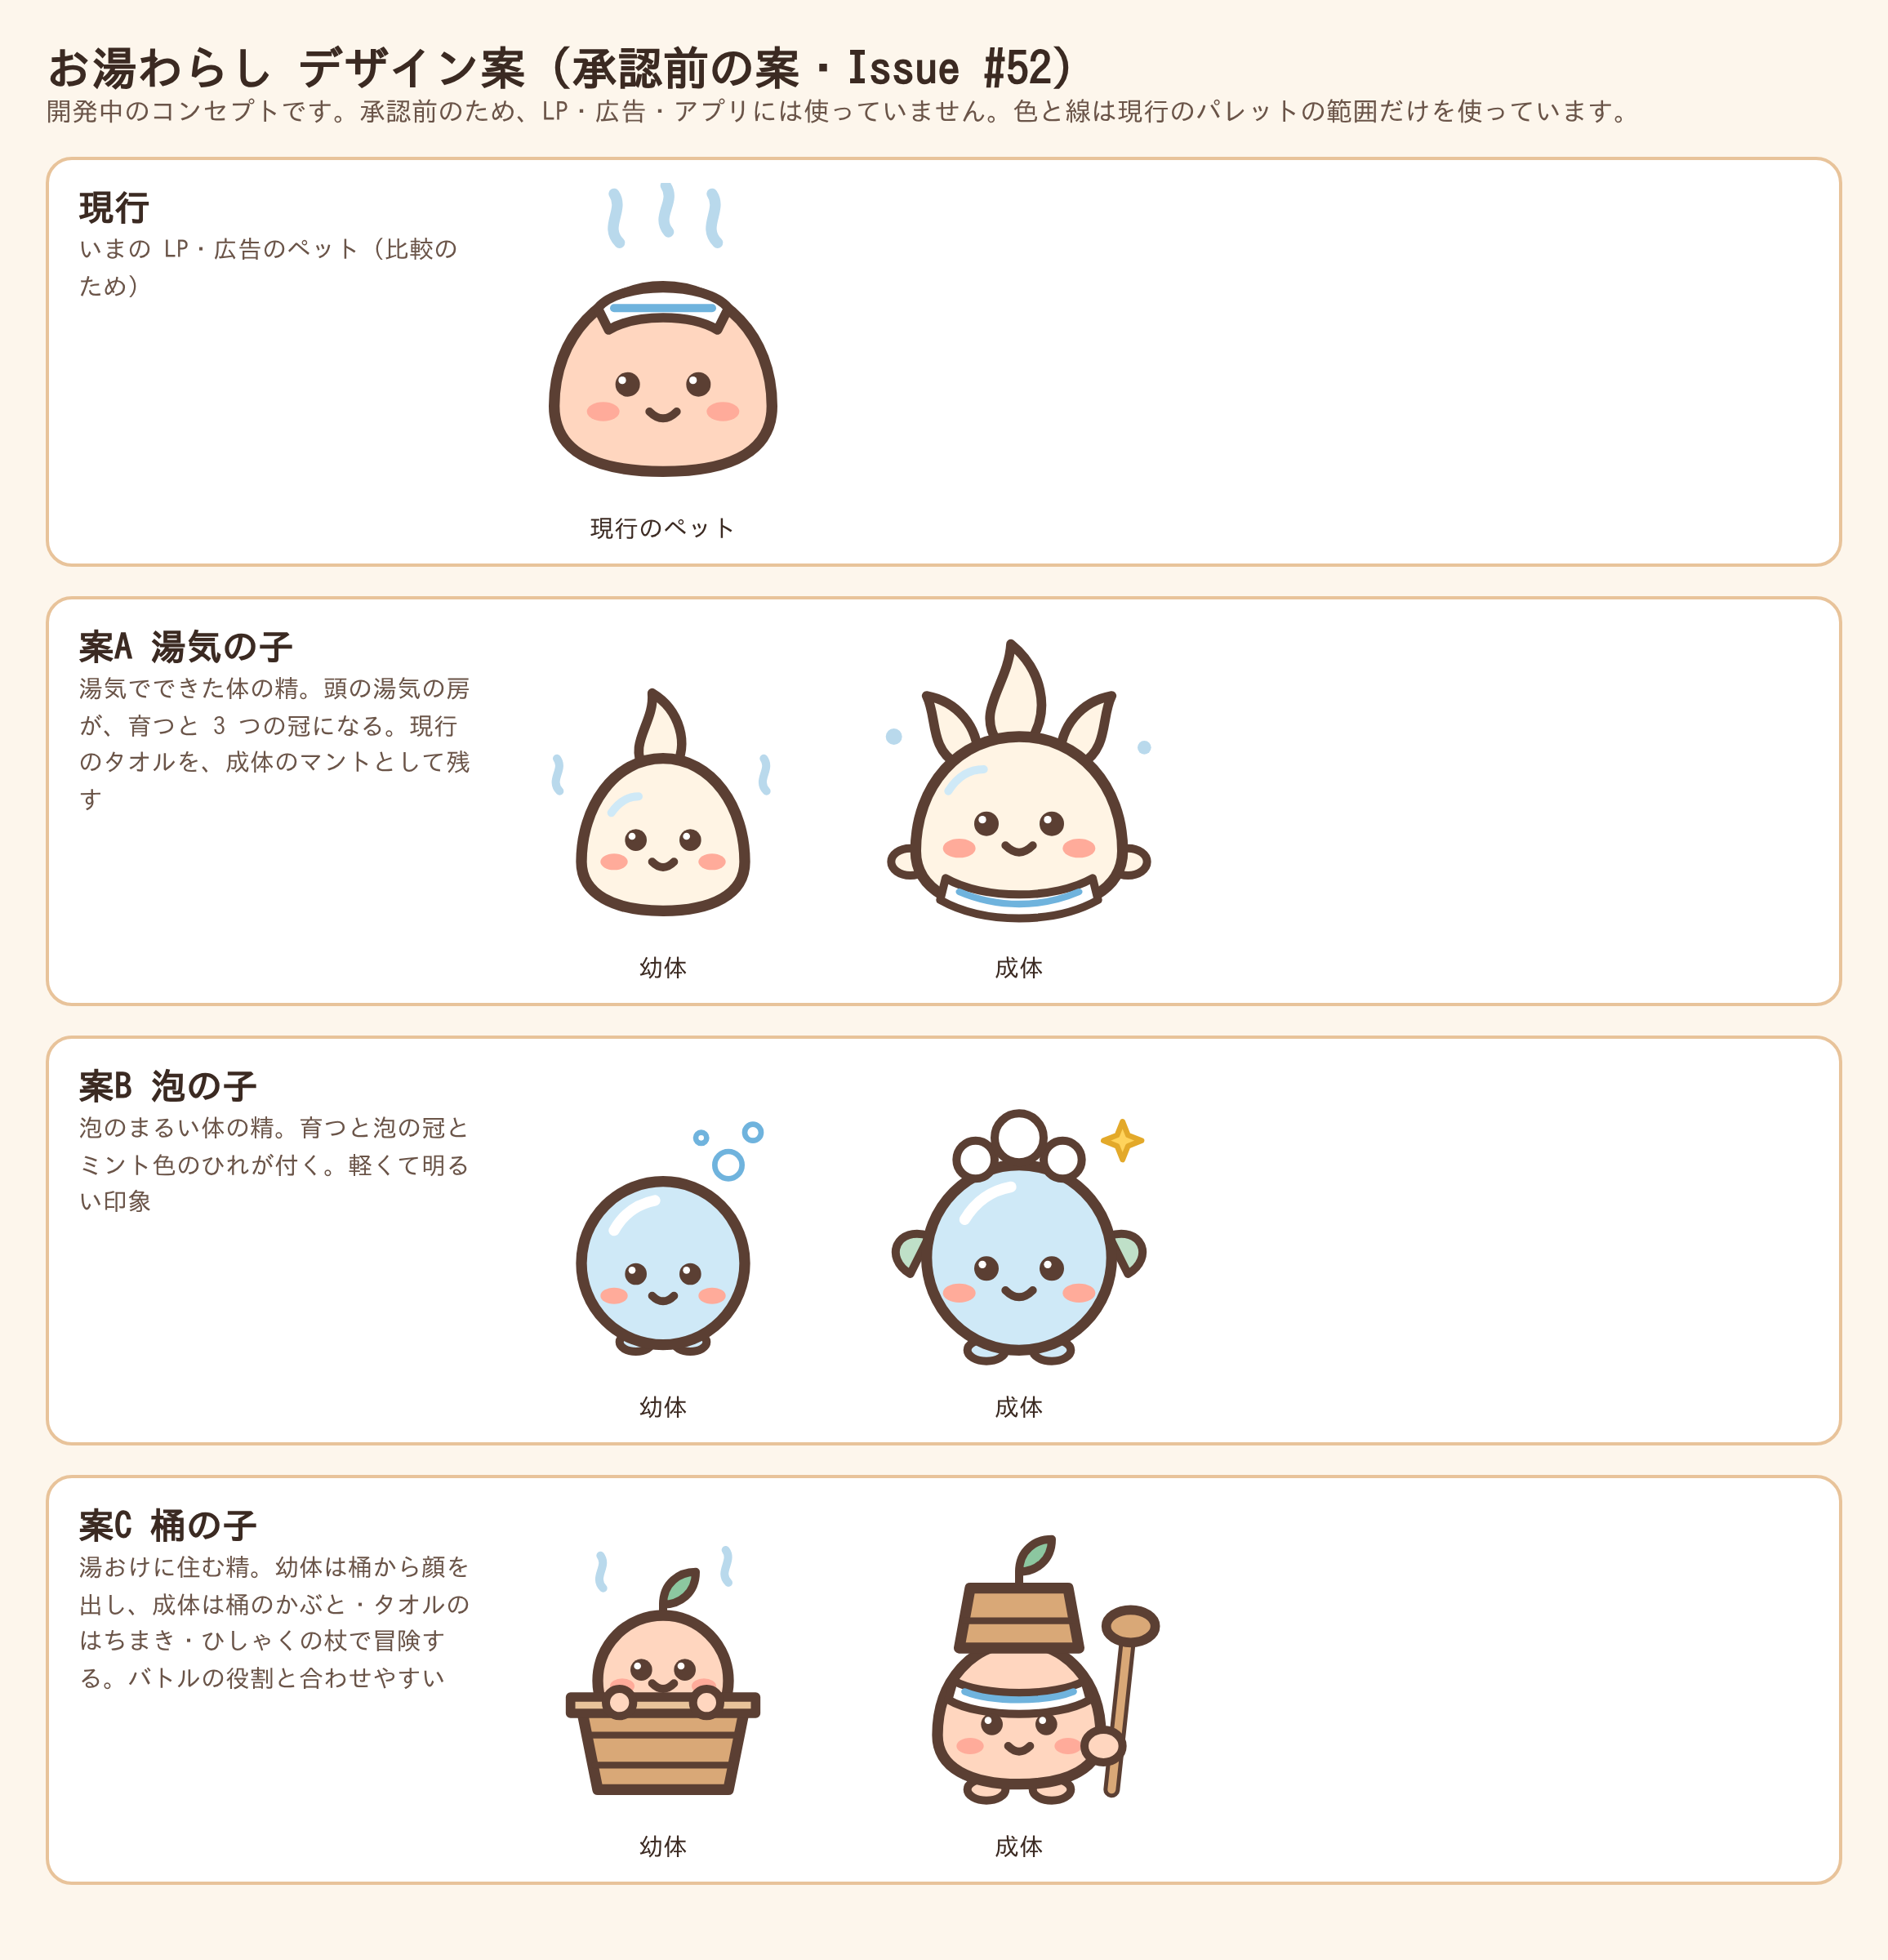 お湯わらし デザイン案（承認前の案・Issue #52）
開発中のコンセプトです。承認前のため、LP・広告・アプリには使っていません。色と線は現行のパレットの範囲だけを使っています。
現行
いまの LP・広告のペット（比較の
ため）
現行のペット
案A 湯気の子
湯気でできた体の精。頭の湯気の房
が、育つと 3 つの冠になる。現行
のタオルを、成体のマントとして残
す
幼体
成体
案B 泡の子
泡のまるい体の精。育つと泡の冠と
ミント色のひれが付く。軽くて明る
い印象
幼体
成体
案C 桶の子
湯おけに住む精。幼体は桶から顔を
出し、成体は桶のかぶと・タオルの
はちまき・ひしゃくの杖で冒険す
る。バトルの役割と合わせやすい
幼体
成体